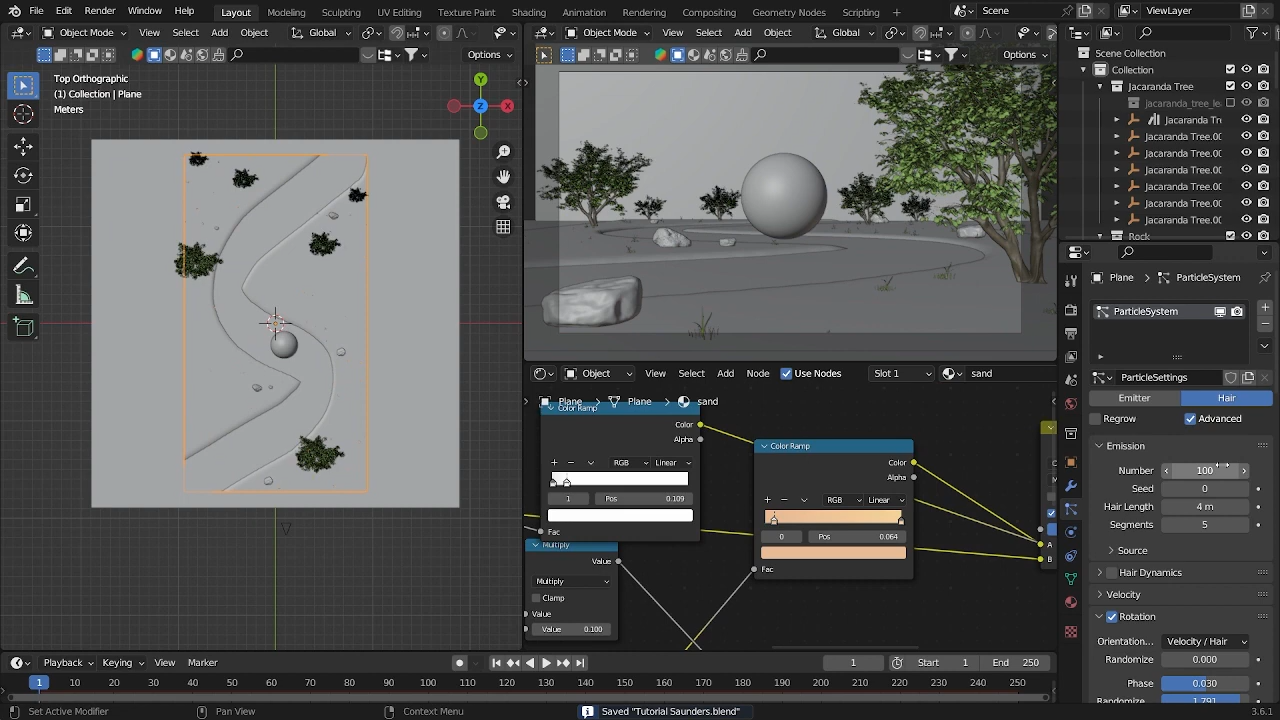 File Edit Render Window Help Layout Modeling Sculpting UV Editing Texture Paint Shading Animation Rendering Compositing Geometry Nodes Scripting Scene ViewLayer
Object Mode View Select Add Object Global
Options
Top Orthographic
(1) Collection | Plane
Meters
Y
Z
X
Object Mode View Select Add Object Global
Options
Scene Collection
Collection
Jacaranda Tree
Jacaranda_tree_le
Jacaranda Tr
Jacaranda Tree.00
Jacaranda Tree.00
Jacaranda Tree.00
Jacaranda Tree.00
Jacaranda Tree.00
Jacaranda Tree.00
Rock
Object View Select Add Node Use Nodes Slot 1 sand
Plane > Plane > sand
Color Ramp
Color
Alpha
RGB Linear
1 Pos 0.109
Fac
Multiply
Value
Multiply
Clamp
Value
Value 0.100
Color Ramp
Color
Alpha
RGB Linear
0 Pos 0.064
Fac
A
B
Plane > ParticleSystem
ParticleSystem
ParticleSettings
Emitter Hair
Regrow Advanced
Emission
Number 100
Seed 0
Hair Length 4 m
Segments 5
Source
Hair Dynamics
Velocity
Rotation
Orientation... Velocity / Hair
Randomize 0.000
Phase 0.030
Randomize 1.791
Playback Keying View Marker 1 Start 1 End 250
1 10 20 30 40 50 60 70 80 90 100 110 120 130 140 150 160 170 180 190 200 210 220 230 240 250
Set Active Modifier Pan View Context Menu Saved "Tutorial Saunders.blend" 3.6.1